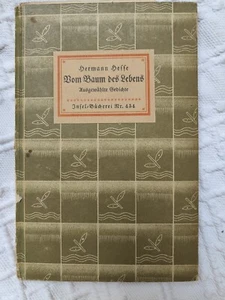 Hermann Hesse
Vom Baum des Lebens
Ausgewählte Gedichte
Insel-Bücherei Nr. 454